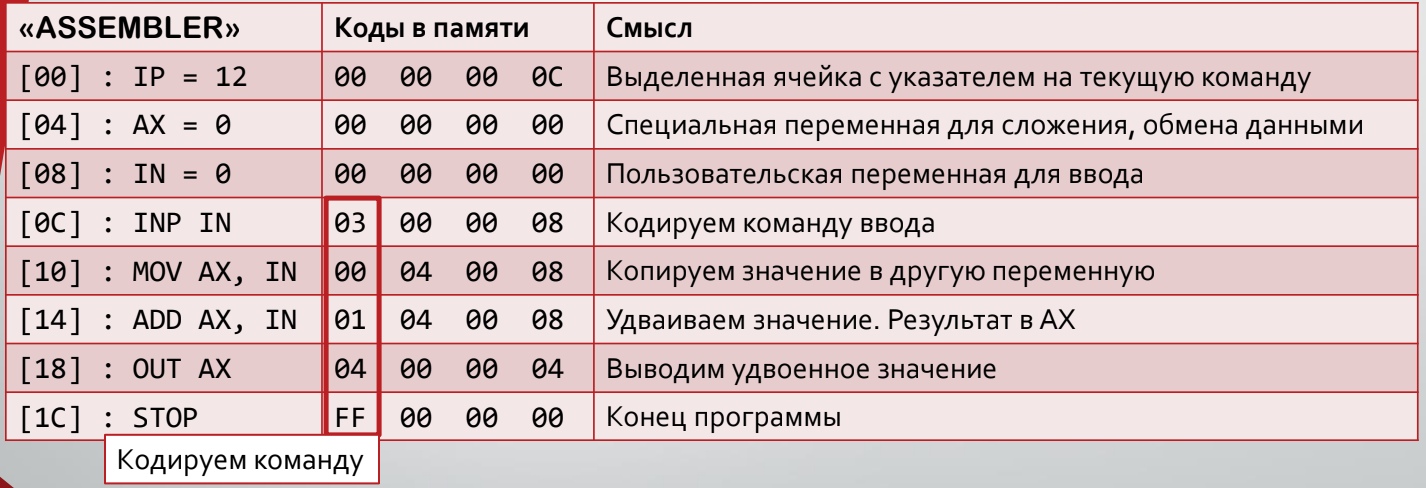 «ASSEMBLER» Коды в памяти Смысл
[00] : IP = 12 00 00 00 0C Выделенная ячейка с указателем на текущую команду
[04] : AX = 0 00 00 00 00 Специальная переменная для сложения, обмена данными
[08] : IN = 0 00 00 00 00 Пользовательская переменная для ввода
[0C] : INP IN 03 00 00 08 Кодируем команду ввода
[10] : MOV AX, IN 00 04 00 08 Копируем значение в другую переменную
[14] : ADD AX, IN 01 04 00 08 Удваиваем значение. Результат в AX
[18] : OUT AX 04 00 00 04 Выводим удвоенное значение
[1C] : STOP FF 00 00 00 Конец программы
Кодируем команду